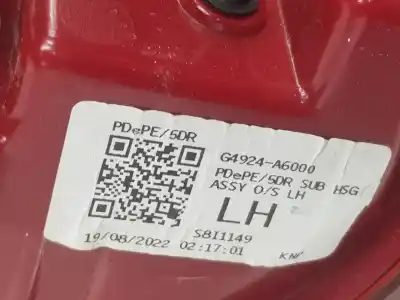 PDePE/5DR
G4924-A6000
PDePE/5DR SUB HSG
ASSY O/S LH
LH
S8I1149
19/08/2022 02:17:01